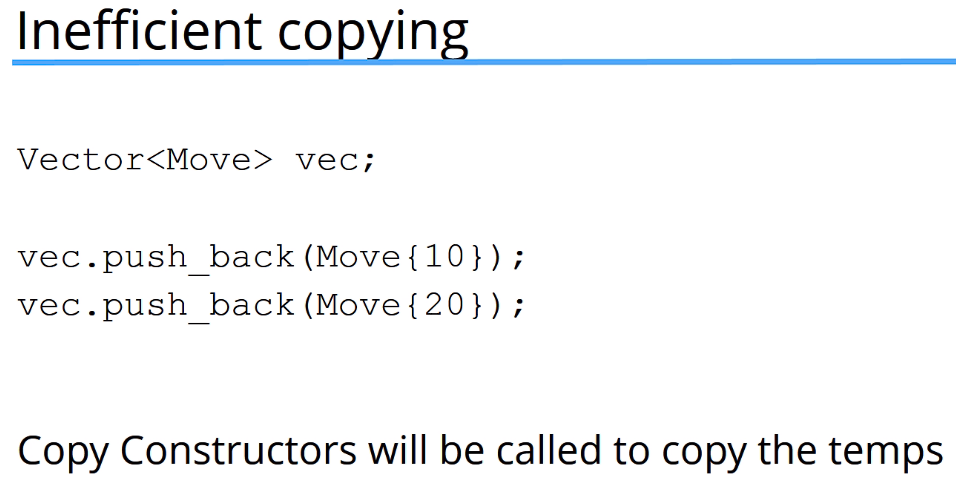 Inefficient copying
Vector<Move> vec;
vec.push_back(Move{10});
vec.push_back(Move{20});
Copy Constructors will be called to copy the temps